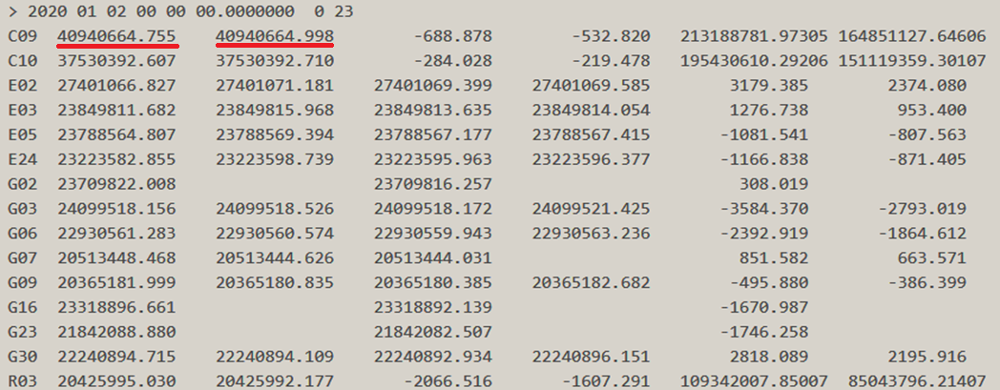 > 2020 01 02 00 00 00.0000000  0 23
C09  40940664.755    40940664.998        -688.878        -532.820   213188781.97305 164851127.64606
C10  37530392.607    37530392.710        -284.028        -219.478   195430610.29206 151119359.30107
E02  27401066.827    27401071.181    27401069.399    27401069.585        3179.385        2374.080
E03  23849811.682    23849815.968    23849813.635    23849814.054        1276.738         953.400
E05  23788564.807    23788569.394    23788567.177    23788567.415       -1081.541        -807.563
E24  23223582.855    23223598.739    23223595.963    23223596.377       -1166.838        -871.405
G02  23709822.008                    23709816.257                         308.019
G03  24099518.156    24099518.526    24099518.172    24099521.425       -3584.370       -2793.019
G06  22930561.283    22930560.574    22930559.943    22930563.236       -2392.919       -1864.612
G07  20513448.468    20513444.626    20513444.031                         851.582         663.571
G09  20365181.999    20365180.835    20365180.385    20365182.682        -495.880        -386.399
G16  23318896.661                    23318892.139                       -1670.987
G23  21842088.880                    21842082.507                       -1746.258
G30  22240894.715    22240894.109    22240892.934    22240896.151        2818.089        2195.916
R03  20425995.030    20425992.177       -2066.516       -1607.291   109342007.85007  85043796.21407